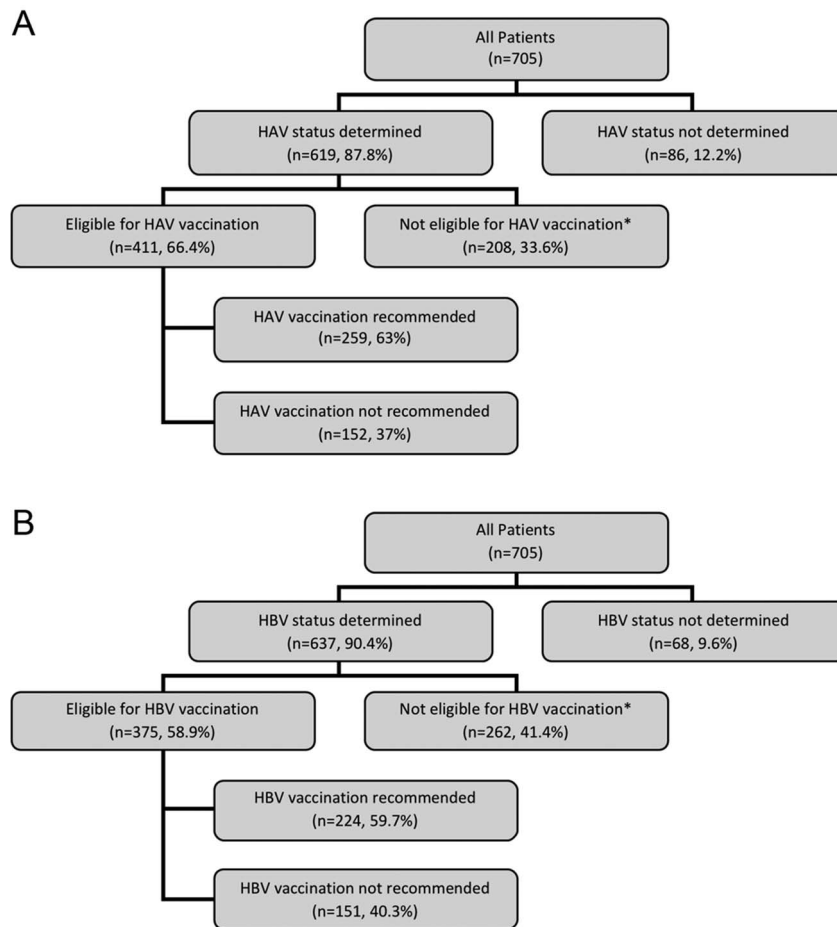 A
All Patients
(n=705)
HAV status determined
(n=619, 87.8%)
HAV status not determined
(n=86, 12.2%)
Eligible for HAV vaccination
(n=411, 66.4%)
Not eligible for HAV vaccination*
(n=208, 33.6%)
HAV vaccination recommended
(n=259, 63%)
HAV vaccination not recommended
(n=152, 37%)
B
All Patients
(n=705)
HBV status determined
(n=637, 90.4%)
HBV status not determined
(n=68, 9.6%)
Eligible for HBV vaccination
(n=375, 58.9%)
Not eligible for HBV vaccination*
(n=262, 41.4%)
HBV vaccination recommended
(n=224, 59.7%)
HBV vaccination not recommended
(n=151, 40.3%)